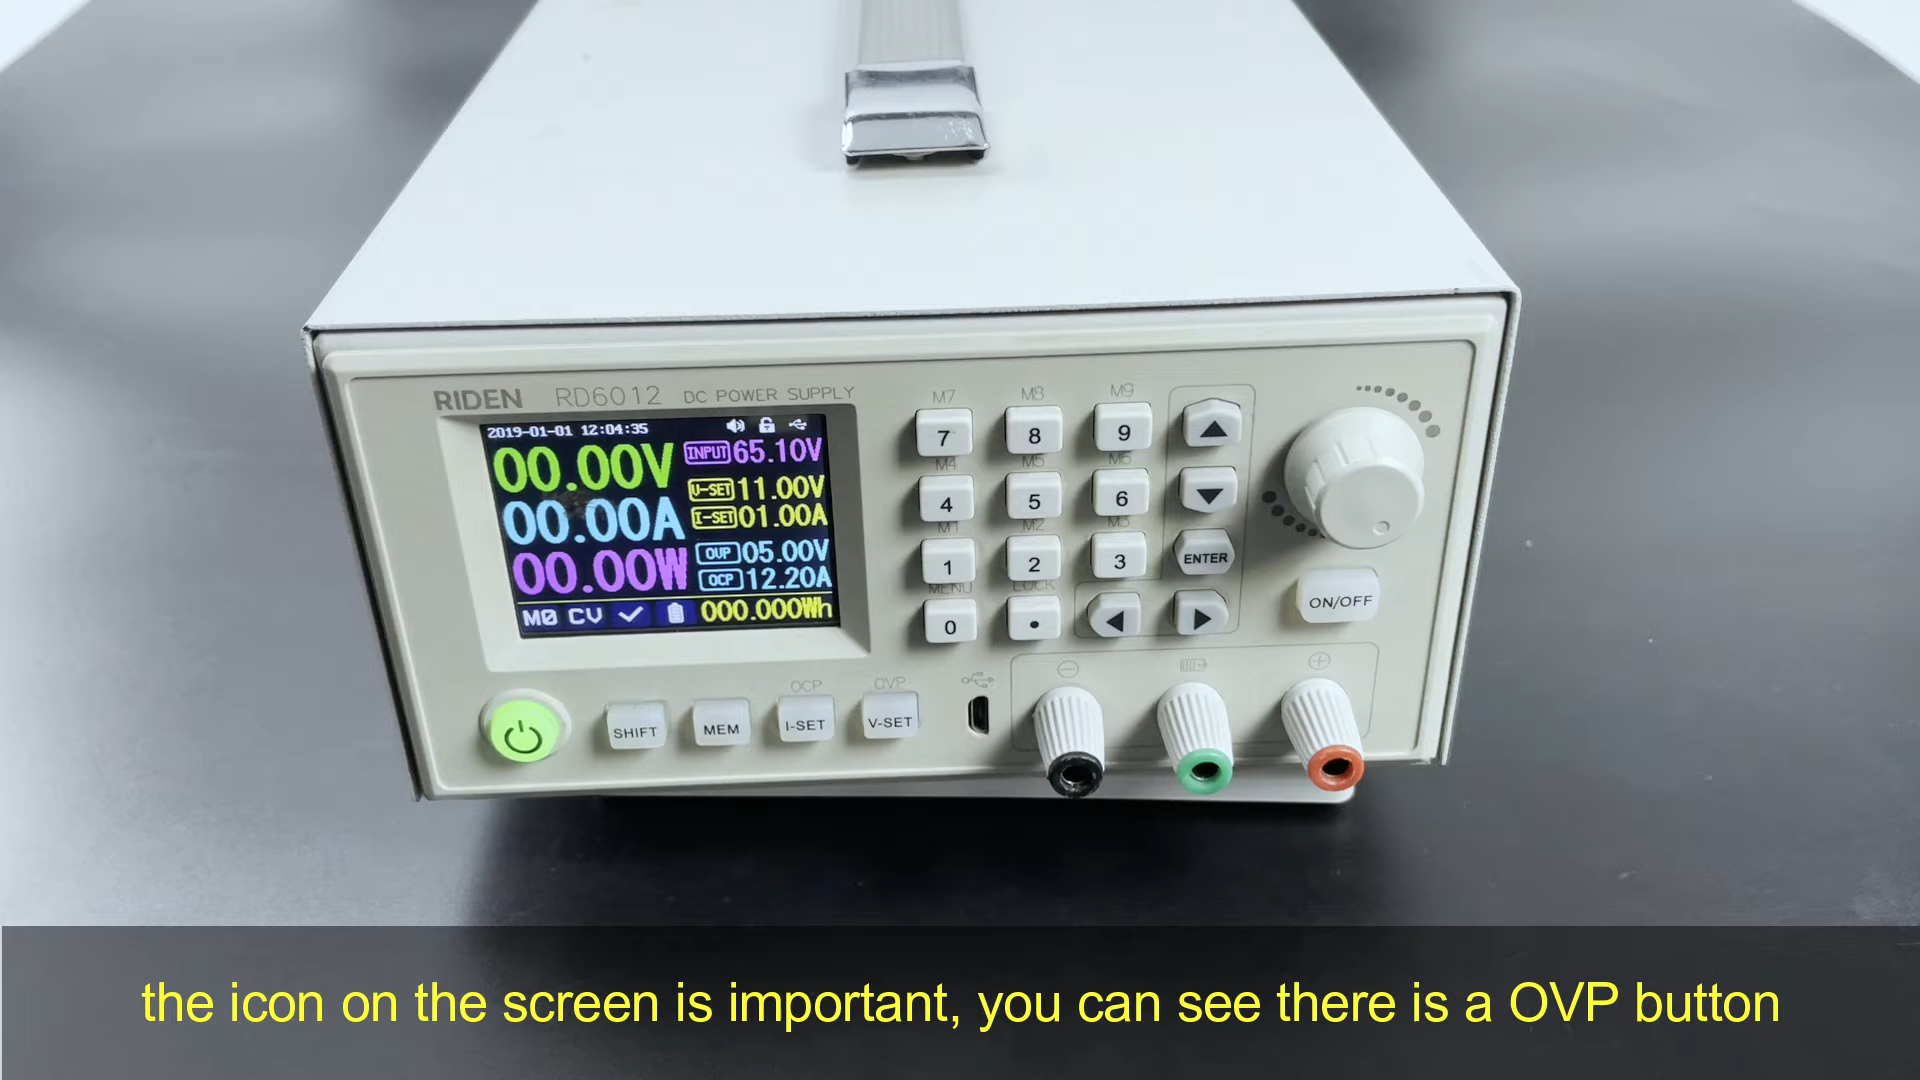 RIDEN RD6012 DC POWER SUPPLY
2019-01-01 12:04:35
00.00V INPUT 65.10V
V-SET 11.00V
00.00A I-SET 01.00A
OVP 05.00V
00.00W OCP 12.20A
M0 CV 000.000Wh
M7 M8 M9
7 8 9
M4 M5 M6
4 5 6
M1 M2 M3
1 2 3 ENTER
MENU LOCK
0 •
ON/OFF
OCP OVP
SHIFT MEM I-SET V-SET
the icon on the screen is important, you can see there is a OVP button